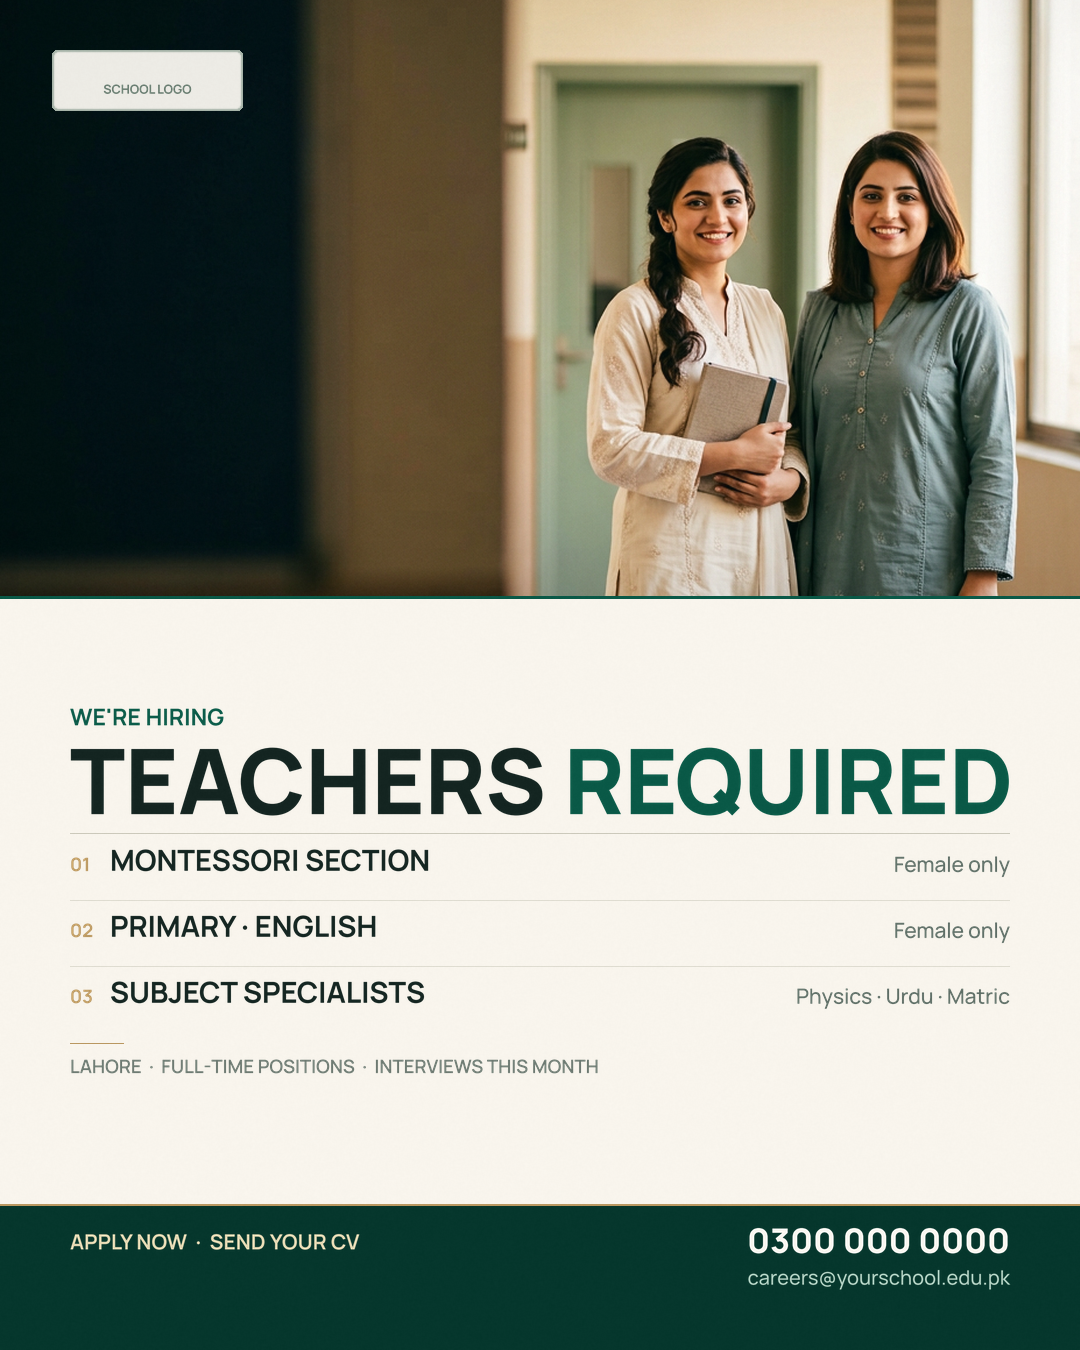 SCHOOL LOGO
WE'RE HIRING
TEACHERS REQUIRED
01 MONTESSORI SECTION Female only
02 PRIMARY · ENGLISH Female only
03 SUBJECT SPECIALISTS Physics · Urdu · Matric
LAHORE · FULL-TIME POSITIONS · INTERVIEWS THIS MONTH
APPLY NOW · SEND YOUR CV 0300 000 0000
careers@yourschool.edu.pk